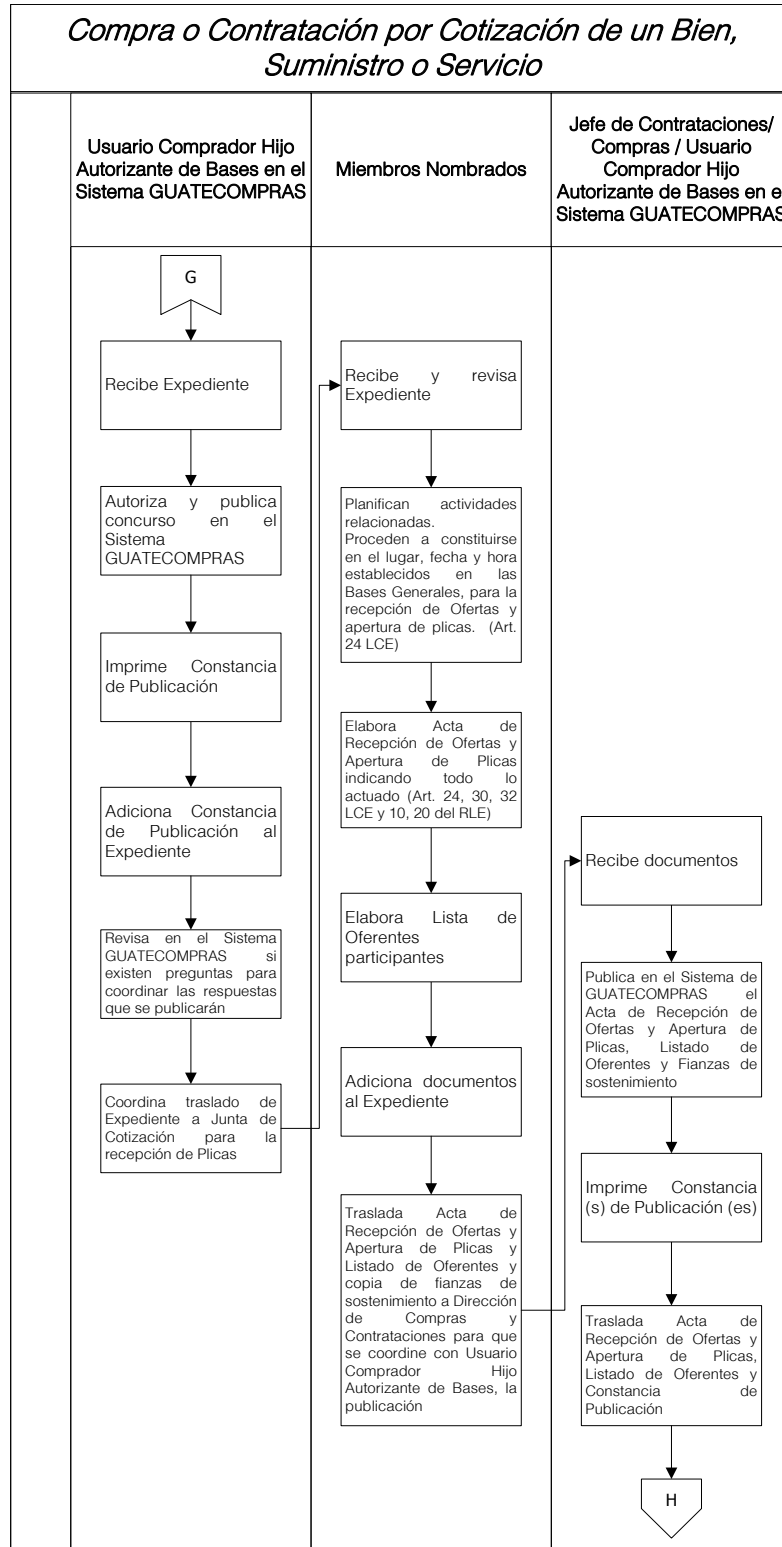 Compra o Contratación por Cotización de un Bien,
Suministro o Servicio
Usuario Comprador Hijo
Autorizante de Bases en el
Sistema GUATECOMPRAS
Miembros Nombrados
Jefe de Contrataciones/
Compras / Usuario
Comprador Hijo
Autorizante de Bases en el
Sistema GUATECOMPRAS
G
Recibe Expediente
Autoriza y publica
concurso en el
Sistema
GUATECOMPRAS
Imprime Constancia
de Publicación
Adiciona Constancia
de Publicación al
Expediente
Revisa en el Sistema
GUATECOMPRAS si
existen preguntas para
coordinar las respuestas
que se publicarán
Coordina traslado de
Expediente a Junta de
Cotización para la
recepción de Plicas
Recibe y revisa
Expediente
Planifican actividades
relacionadas.
Proceden a constituirse
en el lugar, fecha y hora
establecidos en las
Bases Generales, para la
recepción de Ofertas y
apertura de plicas. (Art.
24 LCE)
Elabora Acta de
Recepción de Ofertas y
Apertura de Plicas
indicando todo lo
actuado (Art. 24, 30, 32
LCE y 10, 20 del RLE)
Elabora Lista de
Oferentes
participantes
Adiciona documentos
al Expediente
Traslada Acta de
Recepción de Ofertas y
Apertura de Plicas y
Listado de Oferentes y
copia de fianzas de
sostenimiento a Dirección
de Compras y
Contrataciones para que
se coordine con Usuario
Comprador Hijo
Autorizante de Bases, la
publicación
Recibe documentos
Publica en el Sistema de
GUATECOMPRAS el
Acta de Recepción de
Ofertas y Apertura de
Plicas, Listado de
Oferentes y Fianzas de
sostenimiento
Imprime Constancia
(s) de Publicación (es)
Traslada Acta de
Recepción de Ofertas y
Apertura de Plicas,
Listado de Oferentes y
Constancia de
Publicación
H